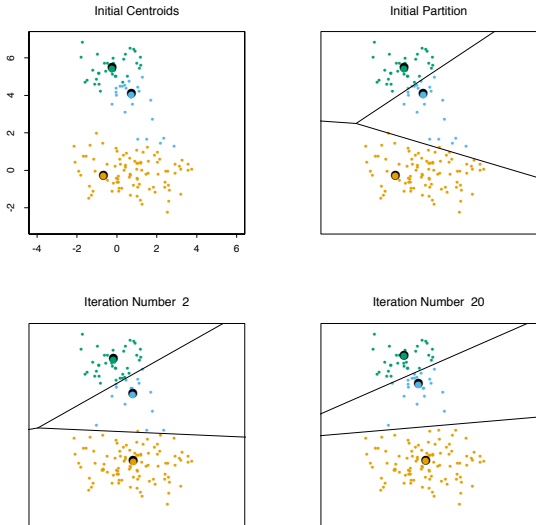 Initial Centroids
Initial Partition
6
4
2
0
-2
-4 -2 0 2 4 6
Iteration Number 2
Iteration Number 20